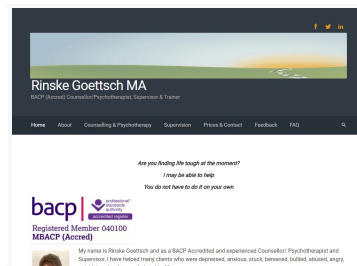 Rinske Goettsch MA
BACP (Accred) Counsellor/Psychotherapist, Supervisor & Trainer
Home About Counselling & Psychotherapy Supervision Prices & Contact Feedback FAQ
Are you finding life tough at the moment?
I may be able to help
You do not have to do it on your own
bacp professional standards authority accredited register
Registered Member 040100
MBACP (Accred)
My name is Rinske Goettsch and as a BACP Accredited and experienced Counsellor/ Psychotherapist and
Supervisor, I have helped many clients who were depressed, anxious, stuck, bereaved, bullied, abused, angry,